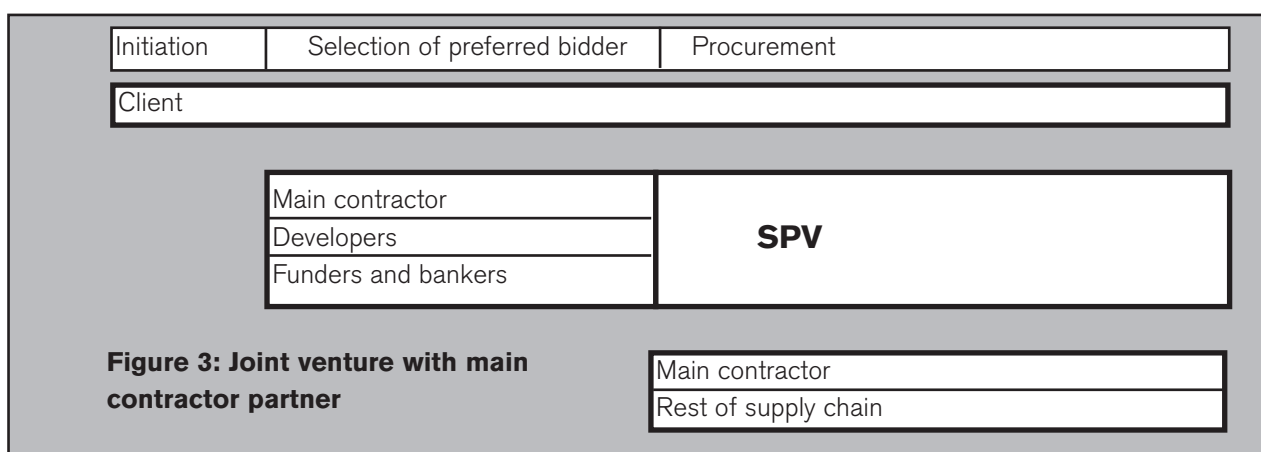 Initiation
Selection of preferred bidder
Procurement
Client
Main contractor
Developers
Funders and bankers
SPV
Figure 3: Joint venture with main
contractor partner
Main contractor
Rest of supply chain